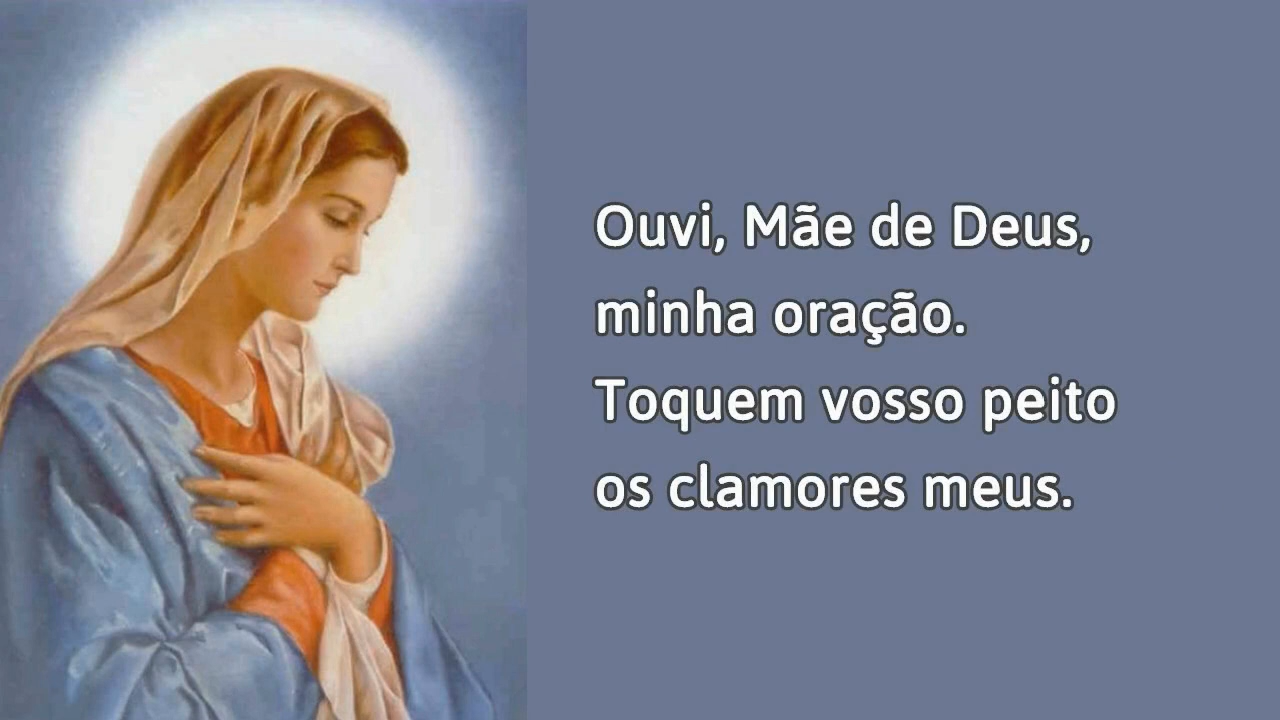 Ouvi, Mãe de Deus,
minha oração.
Toquem vosso peito
os clamores meus.